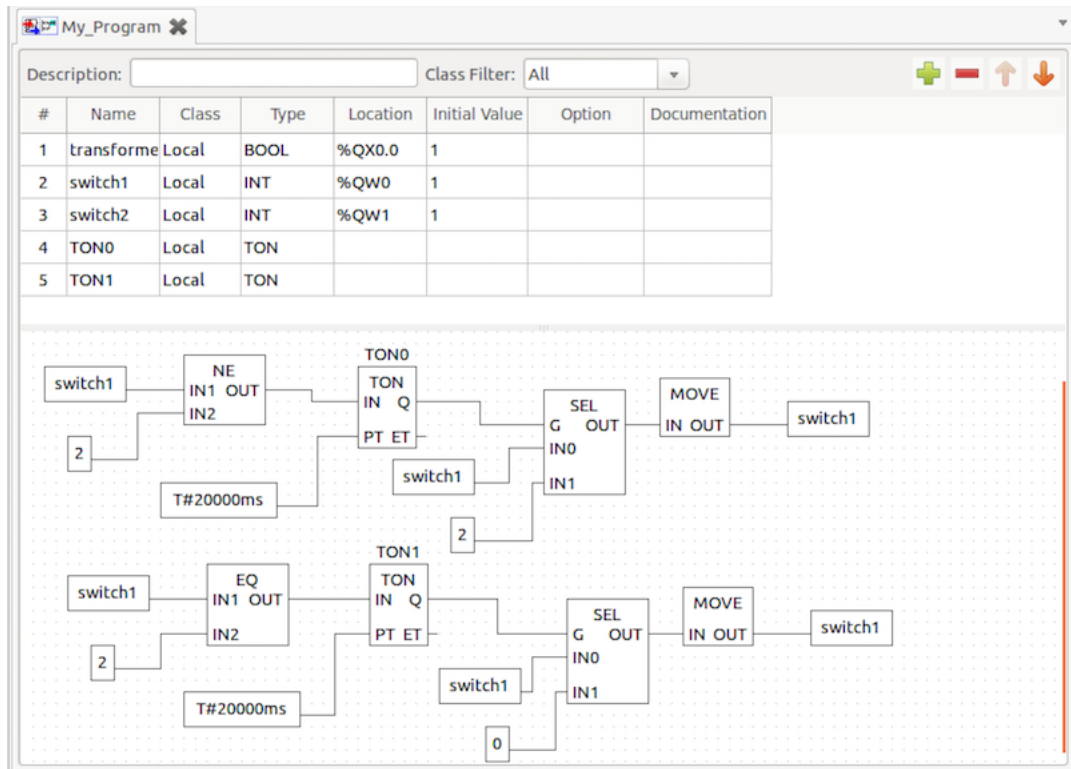 My_Program
Description: Class Filter: All
# Name Class Type Location Initial Value Option Documentation
1 transforme Local BOOL %QX0.0 1
2 switch1 Local INT %QW0 1
3 switch2 Local INT %QW1 1
4 TON0 Local TON
5 TON1 Local TON
TON0
switch1 NE TON
IN1 OUT IN Q
IN2
2 PT ET
SEL MOVE
G OUT IN OUT switch1
IN0
switch1
IN1
T#20000ms
2
TON1
switch1 EQ TON
IN1 OUT IN Q
IN2 PT ET
2
SEL MOVE
G OUT IN OUT switch1
IN0
switch1
IN1
T#20000ms
0